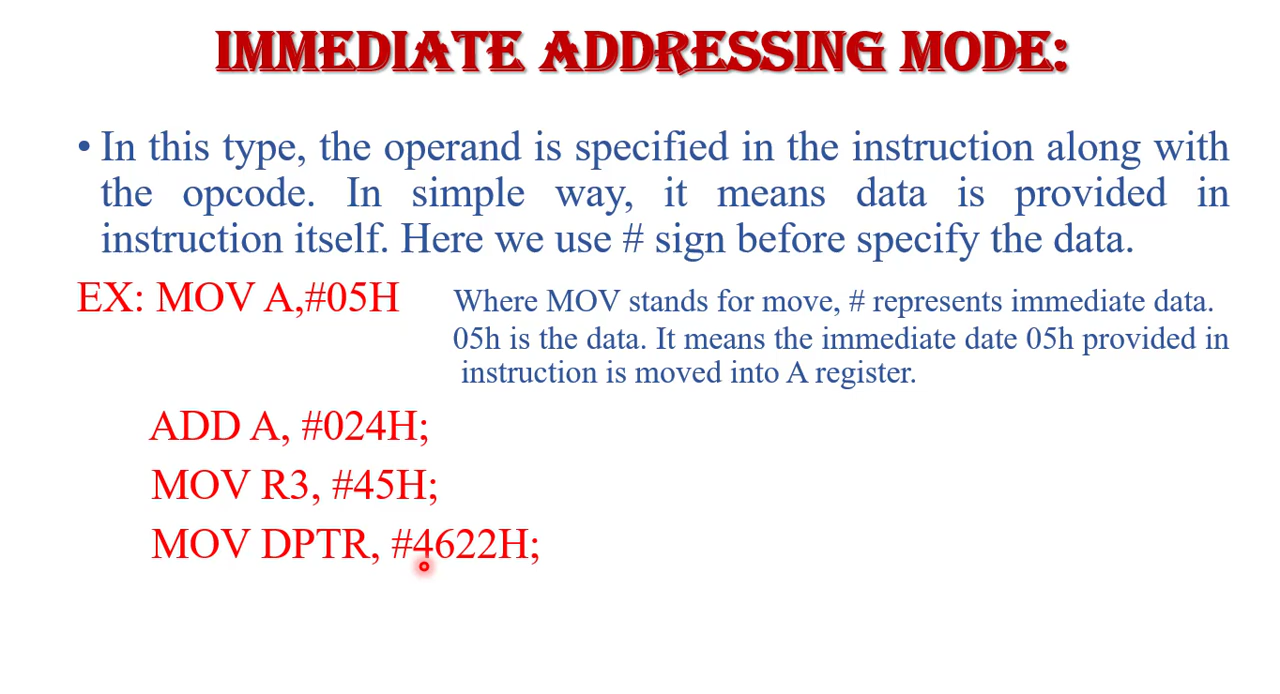 IMMEDIATE ADDRESSING MODE:
• In this type, the operand is specified in the instruction along with
the opcode. In simple way, it means data is provided in
instruction itself. Here we use # sign before specify the data.
EX: MOV A,#05H
Where MOV stands for move, # represents immediate data.
05h is the data. It means the immediate date 05h provided in
instruction is moved into A register.
ADD A, #024H;
MOV R3, #45H;
MOV DPTR, #4622H;